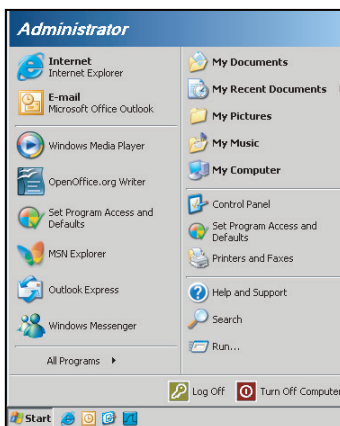 Administrator
Internet
Internet Explorer
E-mail
Microsoft Office Outlook
Windows Media Player
OpenOffice.org Writer
Set Program Access and
Defaults
MSN Explorer
Outlook Express
Windows Messenger
All Programs
My Documents
My Recent Documents
My Pictures
My Music
My Computer
Control Panel
Set Program Access and
Defaults
Printers and Faxes
Help and Support
Search
Run...
Log Off
Turn Off Computer
Start